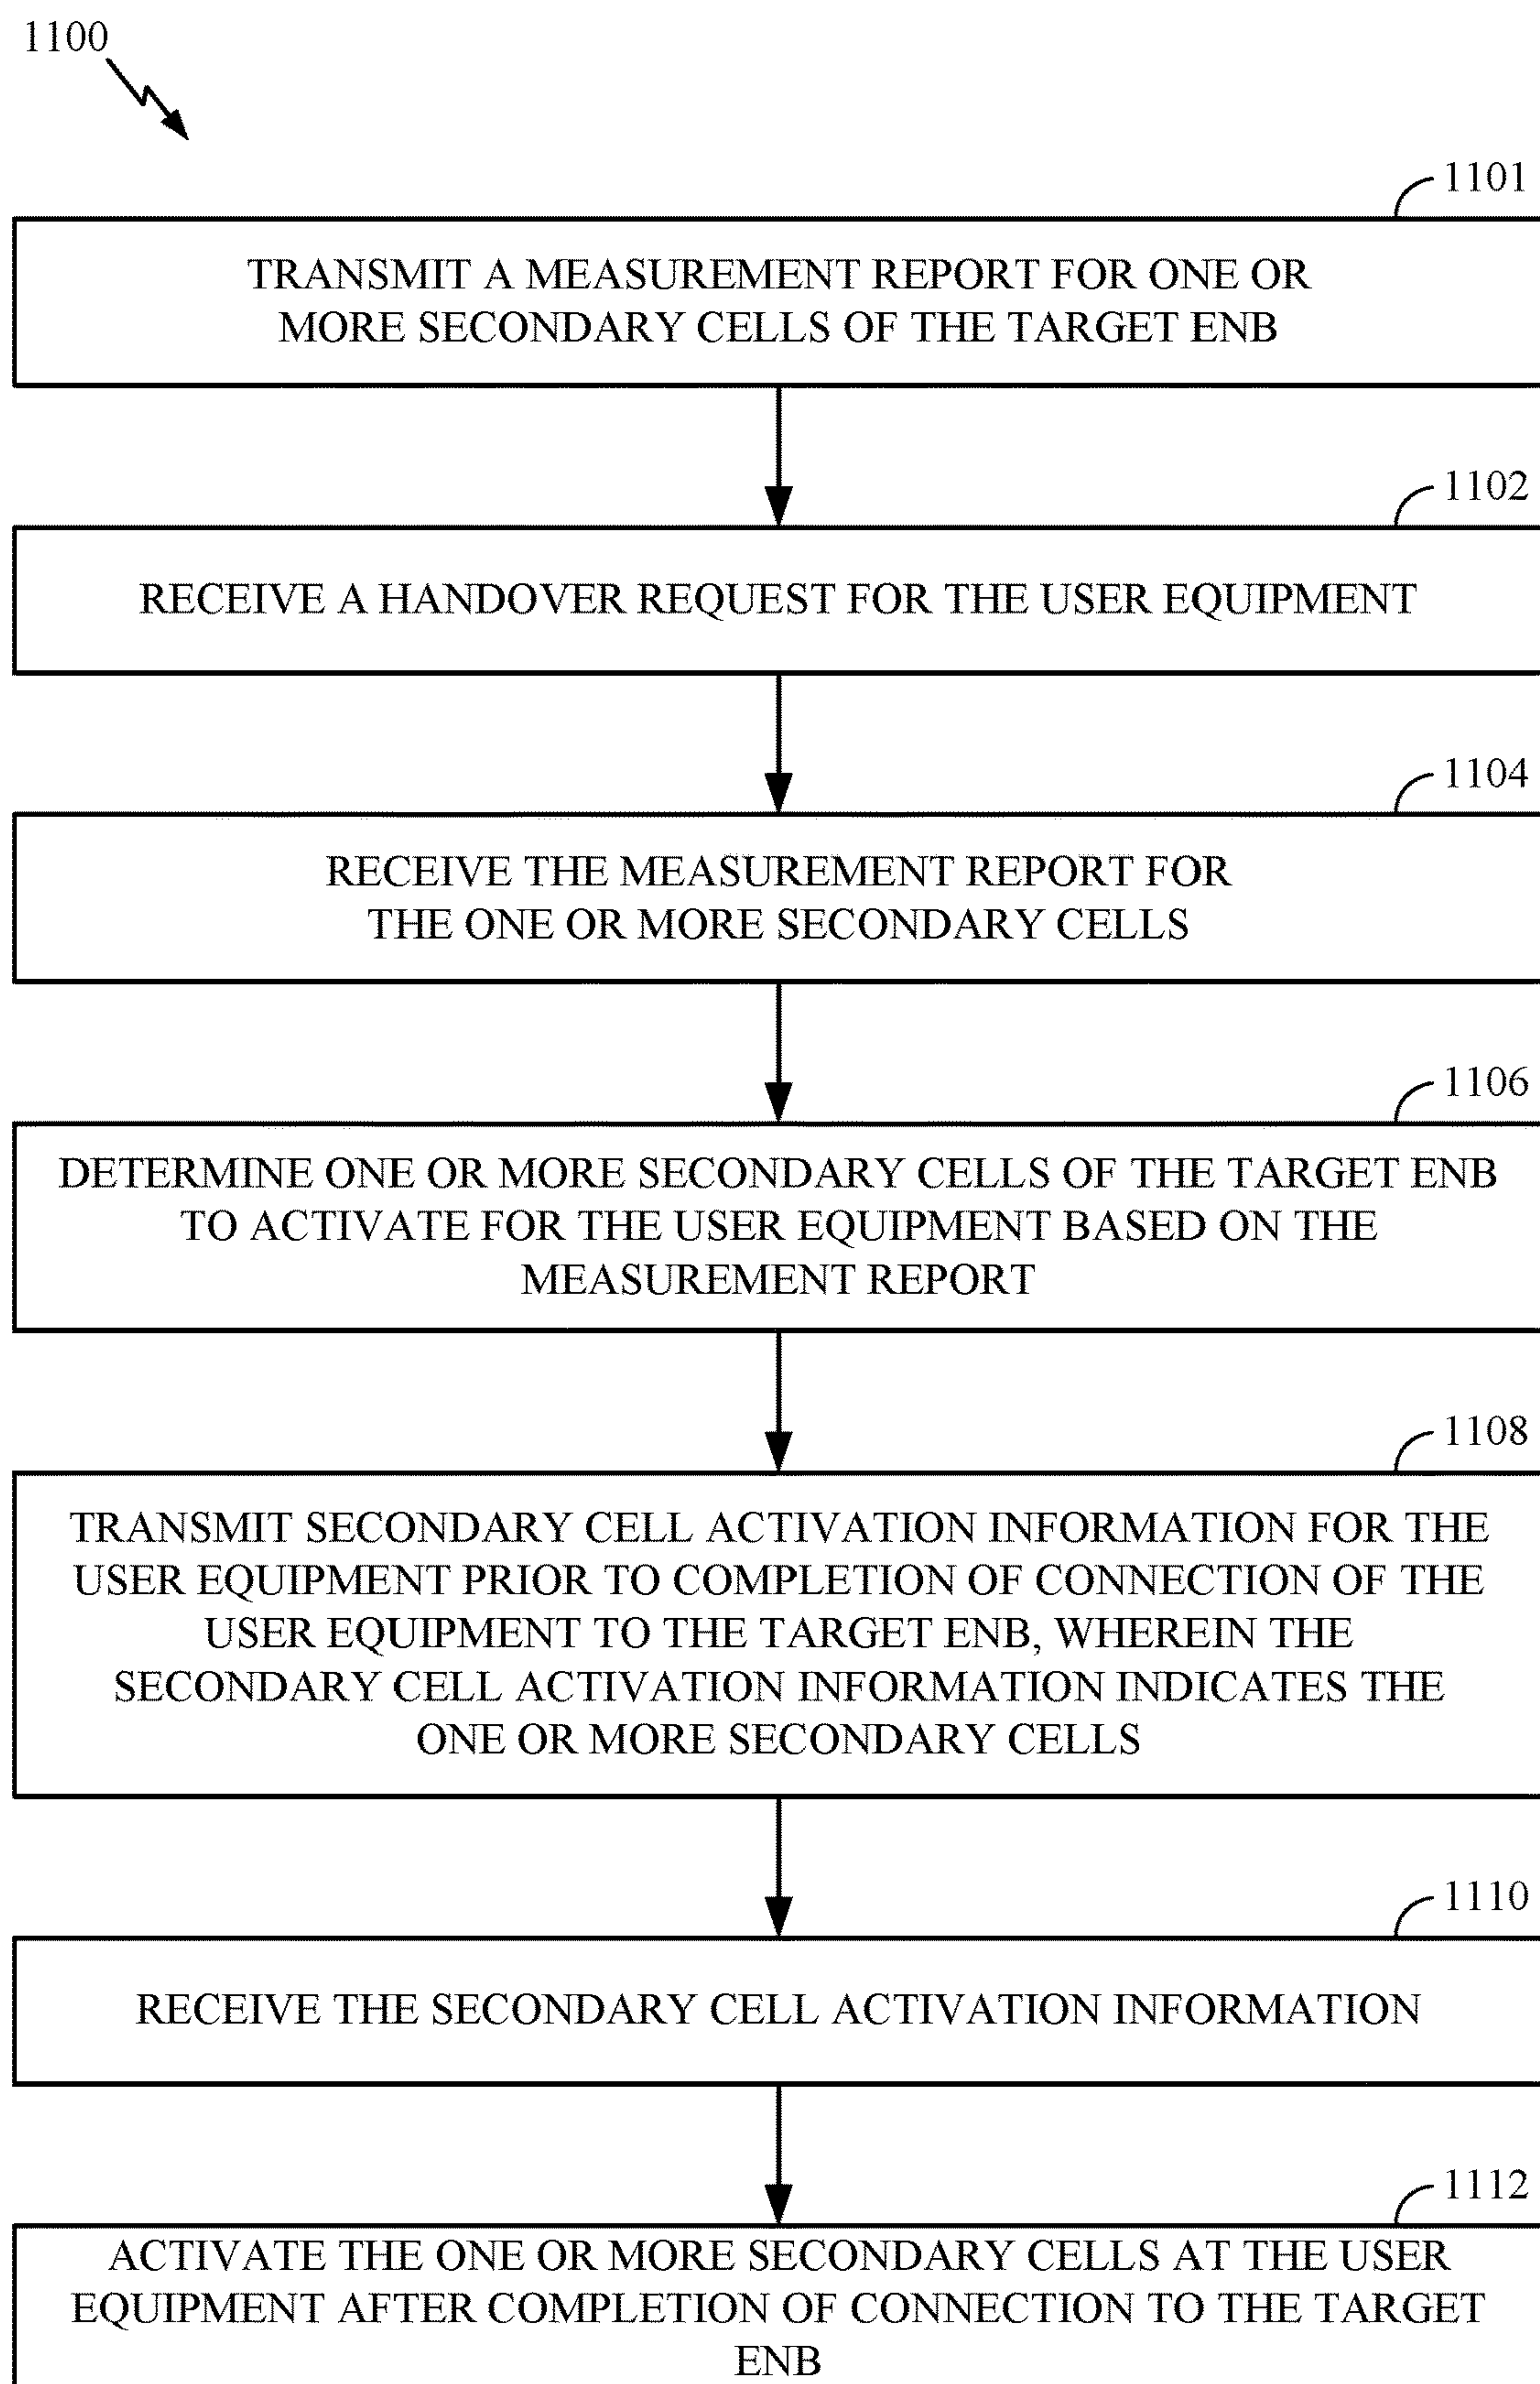 1100
1101
TRANSMIT A MEASUREMENT REPORT FOR ONE OR
MORE SECONDARY CELLS OF THE TARGET ENB
1102
RECEIVE A HANDOVER REQUEST FOR THE USER EQUIPMENT
1104
RECEIVE THE MEASUREMENT REPORT FOR
THE ONE OR MORE SECONDARY CELLS
1106
DETERMINE ONE OR MORE SECONDARY CELLS OF THE TARGET ENB
TO ACTIVATE FOR THE USER EQUIPMENT BASED ON THE
MEASUREMENT REPORT
1108
TRANSMIT SECONDARY CELL ACTIVATION INFORMATION FOR THE
USER EQUIPMENT PRIOR TO COMPLETION OF CONNECTION OF THE
USER EQUIPMENT TO THE TARGET ENB, WHEREIN THE
SECONDARY CELL ACTIVATION INFORMATION INDICATES THE
ONE OR MORE SECONDARY CELLS
1110
RECEIVE THE SECONDARY CELL ACTIVATION INFORMATION
1112
ACTIVATE THE ONE OR MORE SECONDARY CELLS AT THE USER
EQUIPMENT AFTER COMPLETION OF CONNECTION TO THE TARGET
ENB